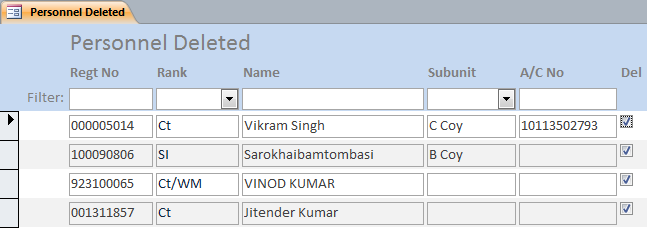 Personnel Deleted
Personnel Deleted
Regt No Rank Name Subunit A/C No Del
Filter:
000005014 Ct Vikram Singh C Coy 10113502793
100090806 SI Sarokhaibamtombasi B Coy
923100065 Ct/WM VINOD KUMAR
001311857 Ct Jitender Kumar